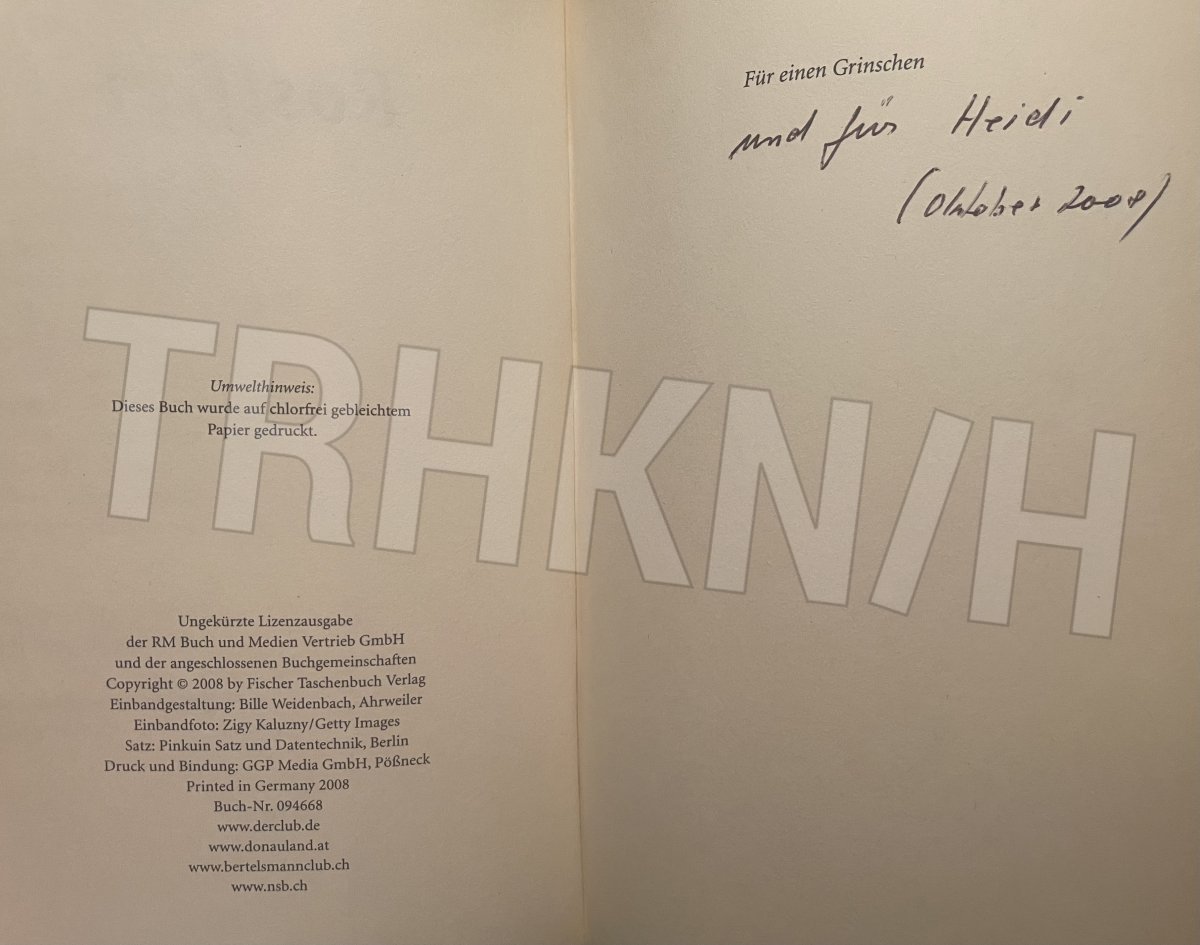 Umwelthinweis:
Dieses Buch wurde auf chlorfrei gebleichtem
Papier gedruckt.
Ungekürzte Lizenzausgabe
der RM Buch und Medien Vertrieb GmbH
und der angeschlossenen Buchgemeinschaften
Copyright © 2008 by Fischer Taschenbuch Verlag
Einbandgestaltung: Bille Weidenbach, Ahrweiler
Einbandfoto: Zigy Kaluzny/Getty Images
Satz: Pinkuin Satz und Datentechnik, Berlin
Druck und Bindung: GGP Media GmbH, Pößneck
Printed in Germany 2008
Buch-Nr. 094668
www.derclub.de
www.donauland.at
www.bertelsmannclub.ch
www.nsb.ch
Für einen Grinschen
und für Heidi
(Oktober 2008)
TRHKN/H